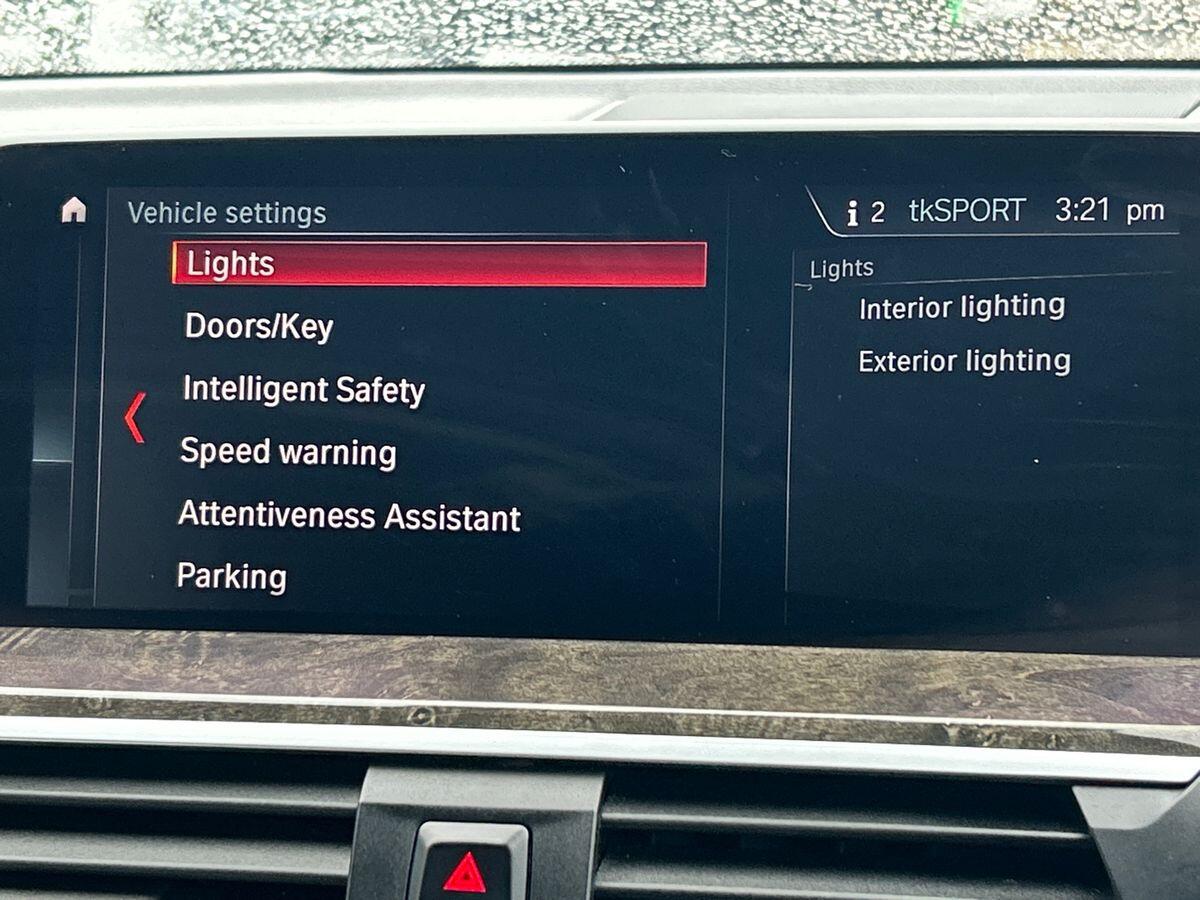 Vehicle settings
i 2 tkSPORT 3:21 pm
Lights
Doors/Key
Intelligent Safety
Speed warning
Attentiveness Assistant
Parking
Lights
Interior lighting
Exterior lighting